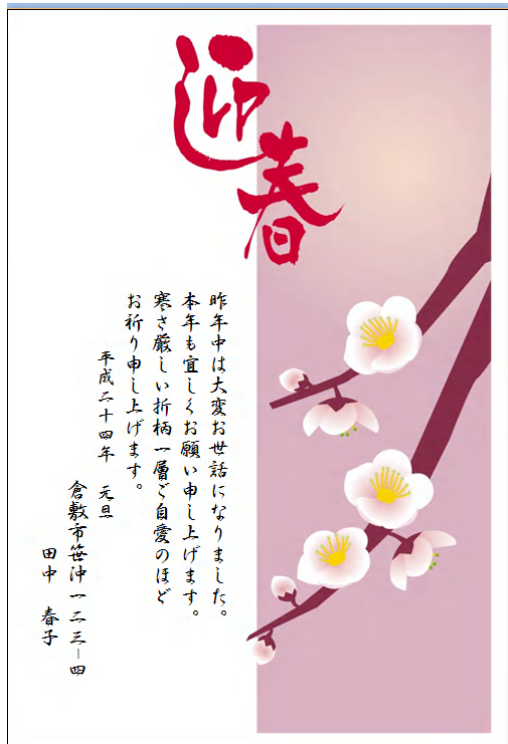 迎春
昨年中は大変お世話になりました。
本年も宜しくお願い申し上げます。
寒さ厳しい折柄一層ご自愛のほど
お祈り申し上げます。
平成二十四年　元旦
倉敷市笹沖一二三−四
田中　春子